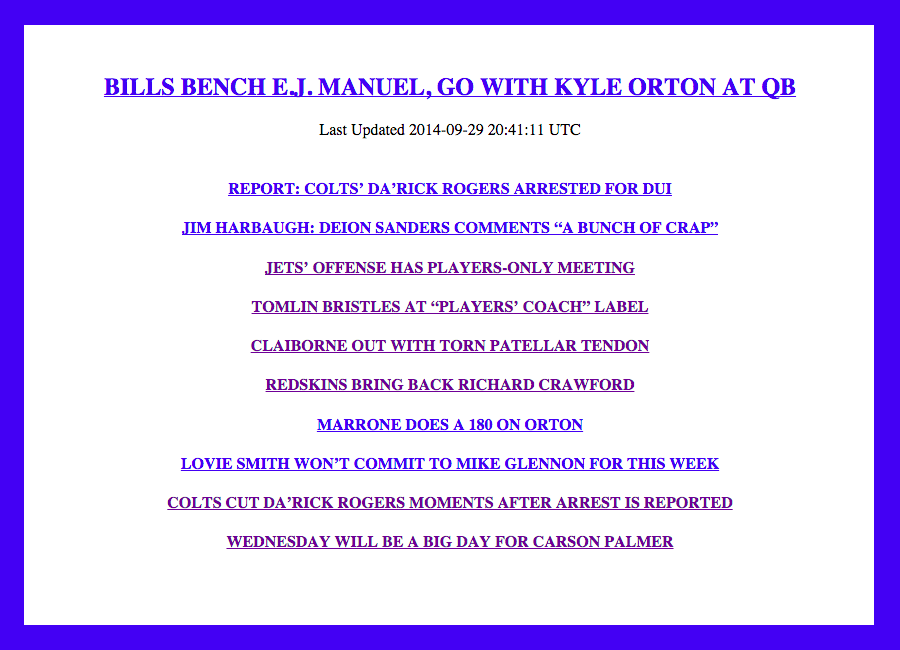 BILLS BENCH E.J. MANUEL, GO WITH KYLE ORTON AT QB
Last Updated 2014-09-29 20:41:11 UTC
REPORT: COLTS’ DA’RICK ROGERS ARRESTED FOR DUI
JIM HARBAUGH: DEION SANDERS COMMENTS “A BUNCH OF CRAP”
JETS’ OFFENSE HAS PLAYERS-ONLY MEETING
TOMLIN BRISTLES AT “PLAYERS’ COACH” LABEL
CLAIBORNE OUT WITH TORN PATELLAR TENDON
REDSKINS BRING BACK RICHARD CRAWFORD
MARRONE DOES A 180 ON ORTON
LOVIE SMITH WON’T COMMIT TO MIKE GLENNON FOR THIS WEEK
COLTS CUT DA’RICK ROGERS MOMENTS AFTER ARREST IS REPORTED
WEDNESDAY WILL BE A BIG DAY FOR CARSON PALMER